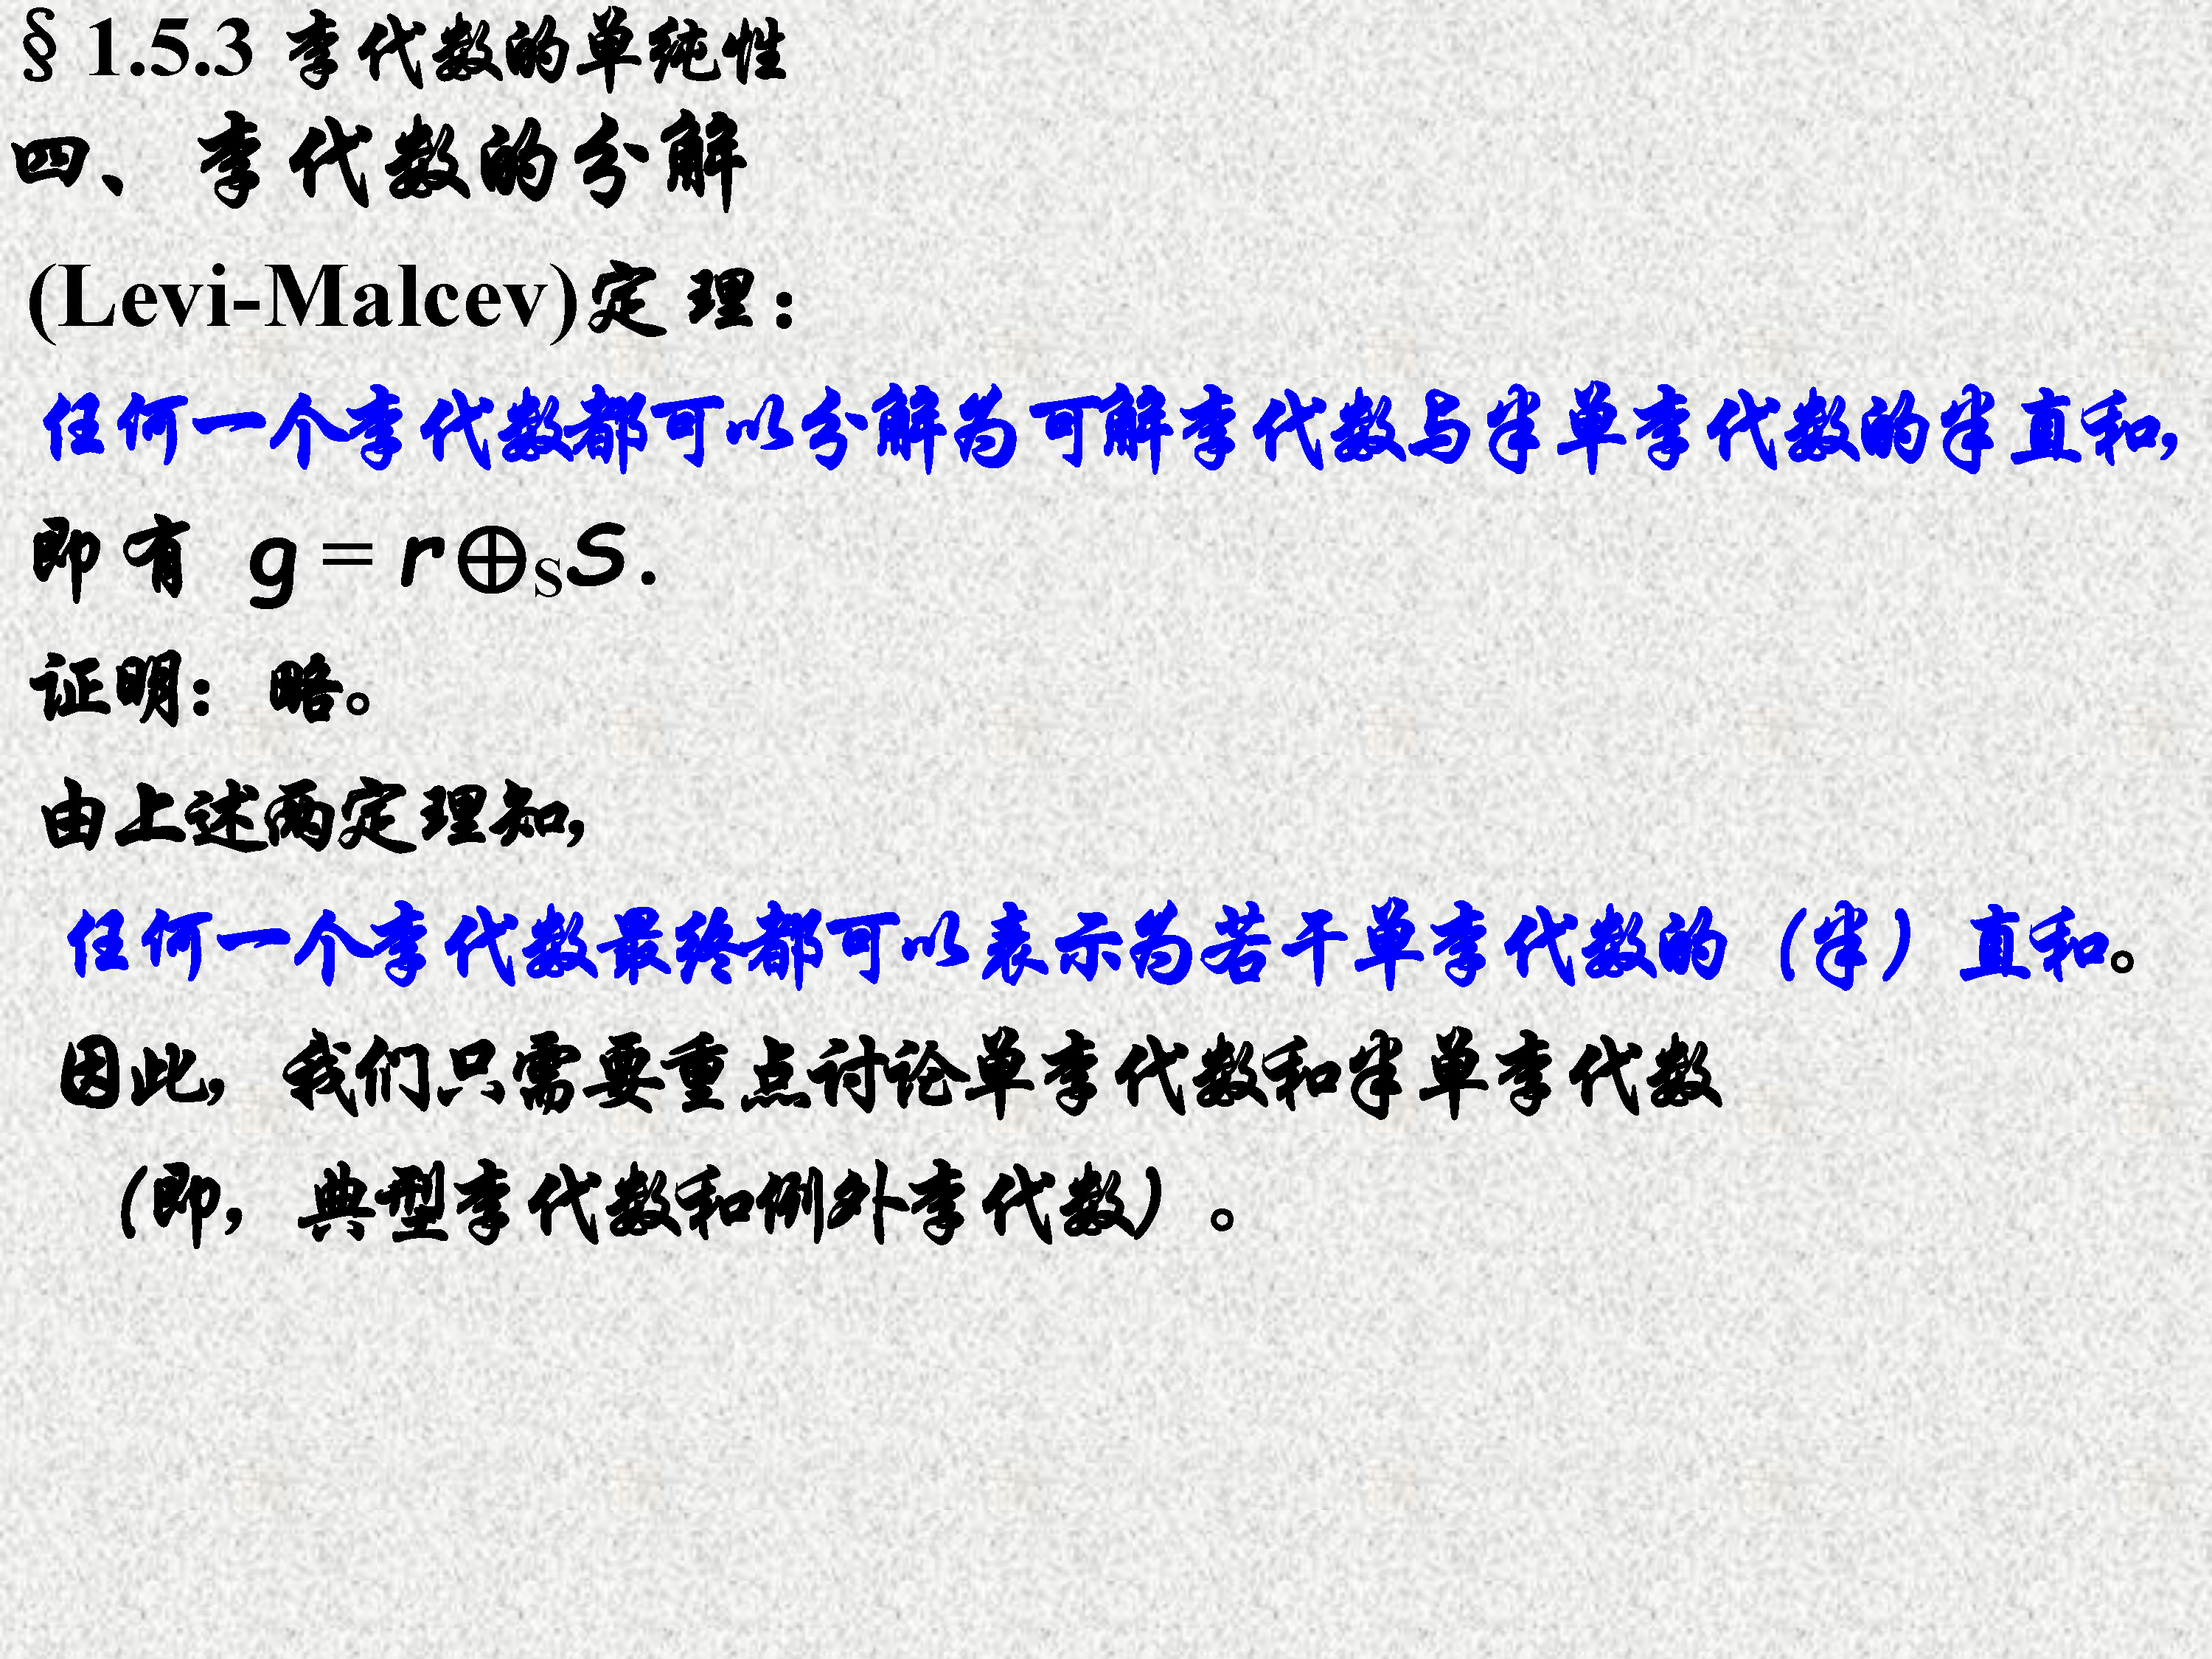 §1.5.3 李代数的单纯性
四、李代数的分解
(Levi-Malcev)定理：
任何一个李代数都可以分解为可解李代数与半单李代数的半直和，
即有 g = r⊕SS.
证明： 略。
由上述两定理知，
任何一个李代数最终都可以表示为若干单李代数的（半）直和。
因此，我们只需要重点讨论单李代数和半单李代数
（即，典型李代数和例外李代数）。